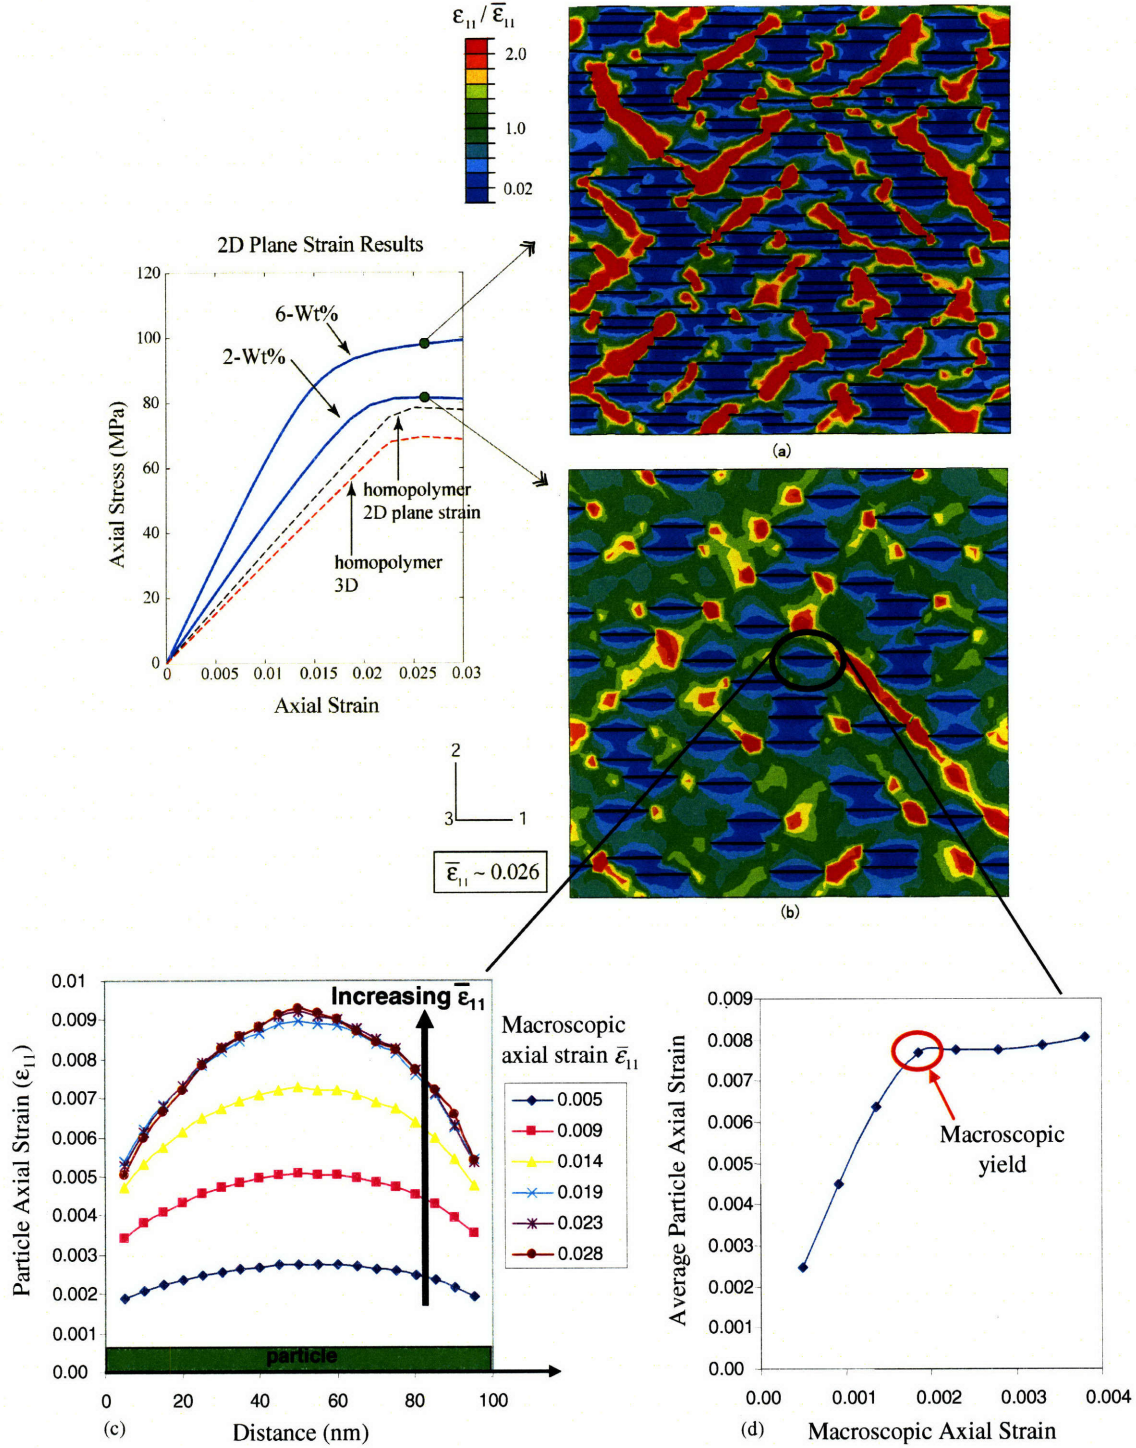 ε₁₁ / ε̅₁₁
2.0
1.0
0.02
(a)
2D Plane Strain Results
120
100
80
60
40
20
0
Axial Stress (MPa)
6-Wt%
2-Wt%
homopolymer
2D plane strain
homopolymer
3D
0 0.005 0.01 0.015 0.02 0.025 0.03
Axial Strain
2
3 1
ε̅₁₁ ~ 0.026
(b)
0.01
0.009
0.008
0.007
0.006
0.005
0.004
0.003
0.002
0.001
0.00
Particle Axial Strain (ε₁₁)
Increasing ε̅₁₁
particle
0 20 40 60 80 100
Distance (nm)
(c)
Macroscopic
axial strain ε̅₁₁
0.005
0.009
0.014
0.019
0.023
0.028
0.009
0.008
0.007
0.006
0.005
0.004
0.003
0.002
0.001
0.00
Average Particle Axial Strain
Macroscopic
yield
0.00 0.001 0.002 0.003 0.004
(d)
Macroscopic Axial Strain